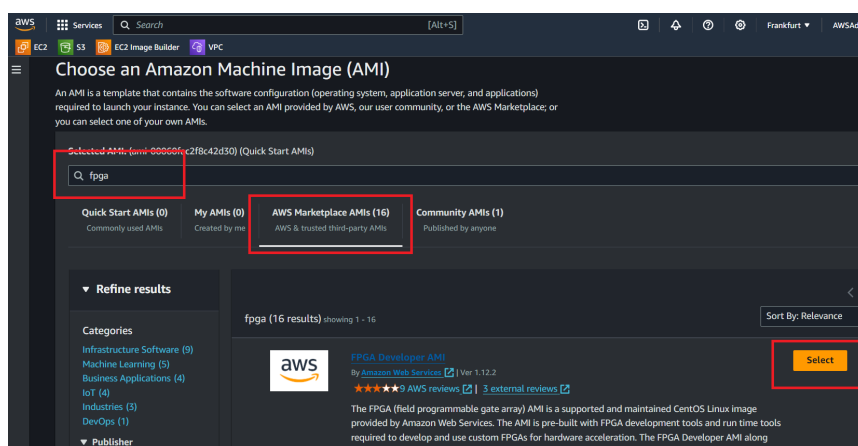 aws
Services
Search
[Alt+S]
Frankfurt ▼
EC2
S3
EC2 Image Builder
VPC
Choose an Amazon Machine Image (AMI)
An AMI is a template that contains the software configuration (operating system, application server, and applications)
required to launch your instance. You can select an AMI provided by AWS, our user community, or the AWS Marketplace; or
you can select one of your own AMIs.
Selected AMI: (ami-00860fec2f8c42d30) (Quick Start AMIs)
fpga
Quick Start AMIs (0)
Commonly used AMIs
My AMIs (0)
Created by me
AWS Marketplace AMIs (16)
AWS & trusted third-party AMIs
Community AMIs (1)
Published by anyone
▼ Refine results
Categories
Infrastructure Software (9)
Machine Learning (5)
Business Applications (4)
IoT (4)
Industries (3)
DevOps (1)
▼ Publisher
fpga (16 results) showing 1 - 16
Sort By: Relevance
aws
FPGA Developer AMI
By Amazon Web Services | Ver 1.12.2
9 AWS reviews | 3 external reviews
Select
The FPGA (field programmable gate array) AMI is a supported and maintained CentOS Linux image
provided by Amazon Web Services. The AMI is pre-built with FPGA development tools and run time tools
required to develop and use custom FPGAs for hardware acceleration. The FPGA Developer AMI along